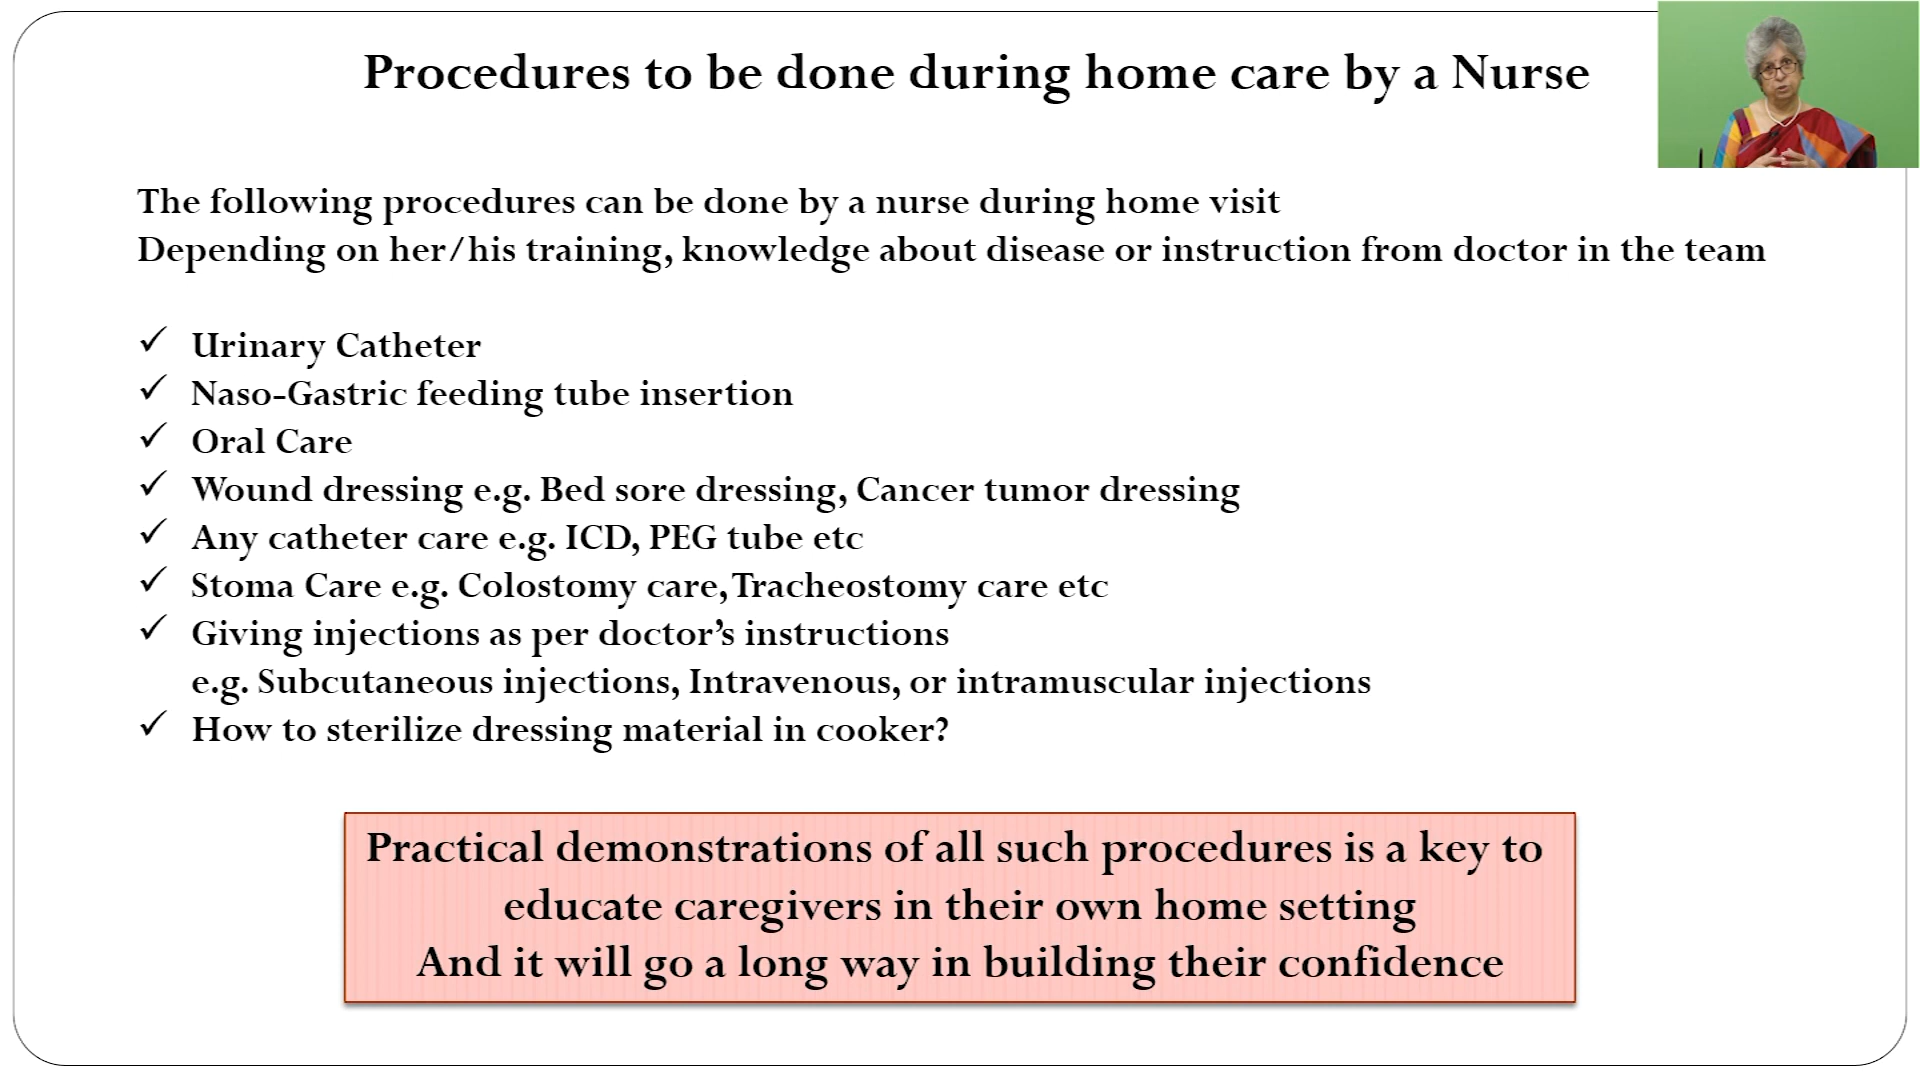 Procedures to be done during home care by a Nurse
The following procedures can be done by a nurse during home visit
Depending on her/his training, knowledge about disease or instruction from doctor in the team
✓ Urinary Catheter
✓ Naso-Gastric feeding tube insertion
✓ Oral Care
✓ Wound dressing e.g. Bed sore dressing, Cancer tumor dressing
✓ Any catheter care e.g. ICD, PEG tube etc
✓ Stoma Care e.g. Colostomy care, Tracheostomy care etc
✓ Giving injections as per doctor’s instructions
e.g. Subcutaneous injections, Intravenous, or intramuscular injections
✓ How to sterilize dressing material in cooker?
Practical demonstrations of all such procedures is a key to
educate caregivers in their own home setting
And it will go a long way in building their confidence